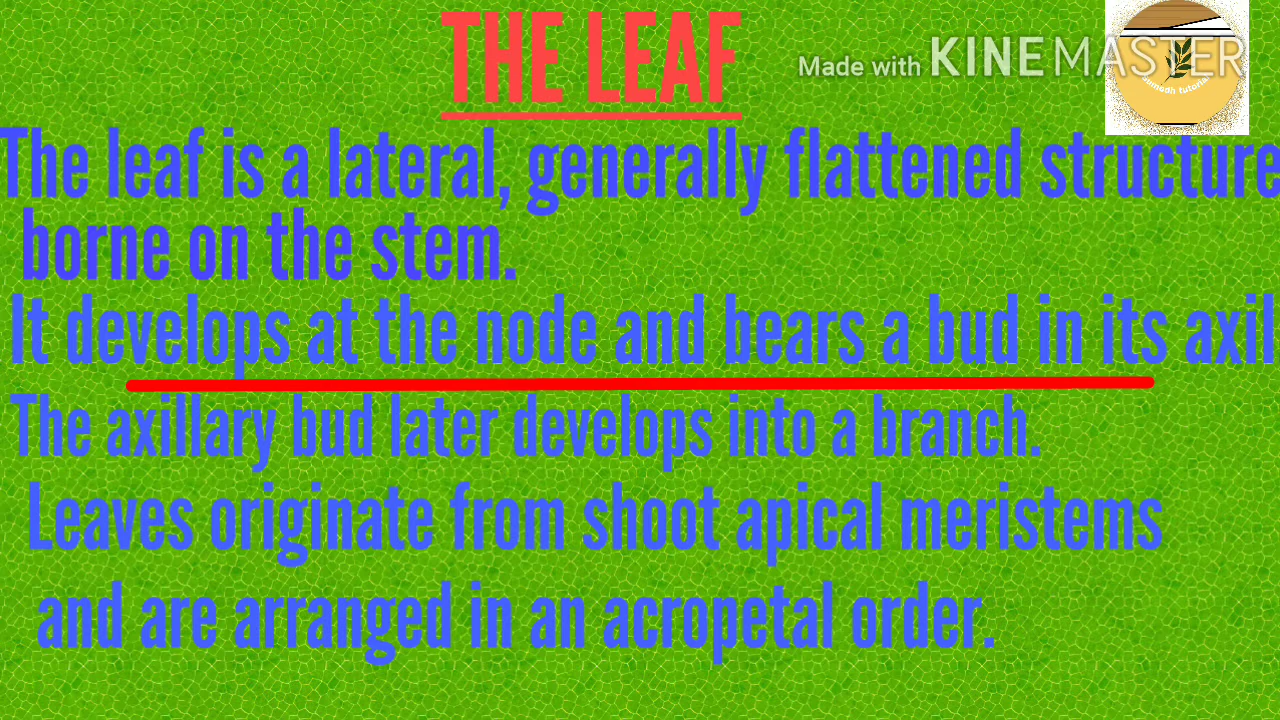 THE LEAF
Made with KINEMASTER
The leaf is a lateral, generally flattened structure
borne on the stem.
It develops at the node and bears a bud in its axil
The axillary bud later develops into a branch.
Leaves originate from shoot apical meristems
and are arranged in an acropetal order.